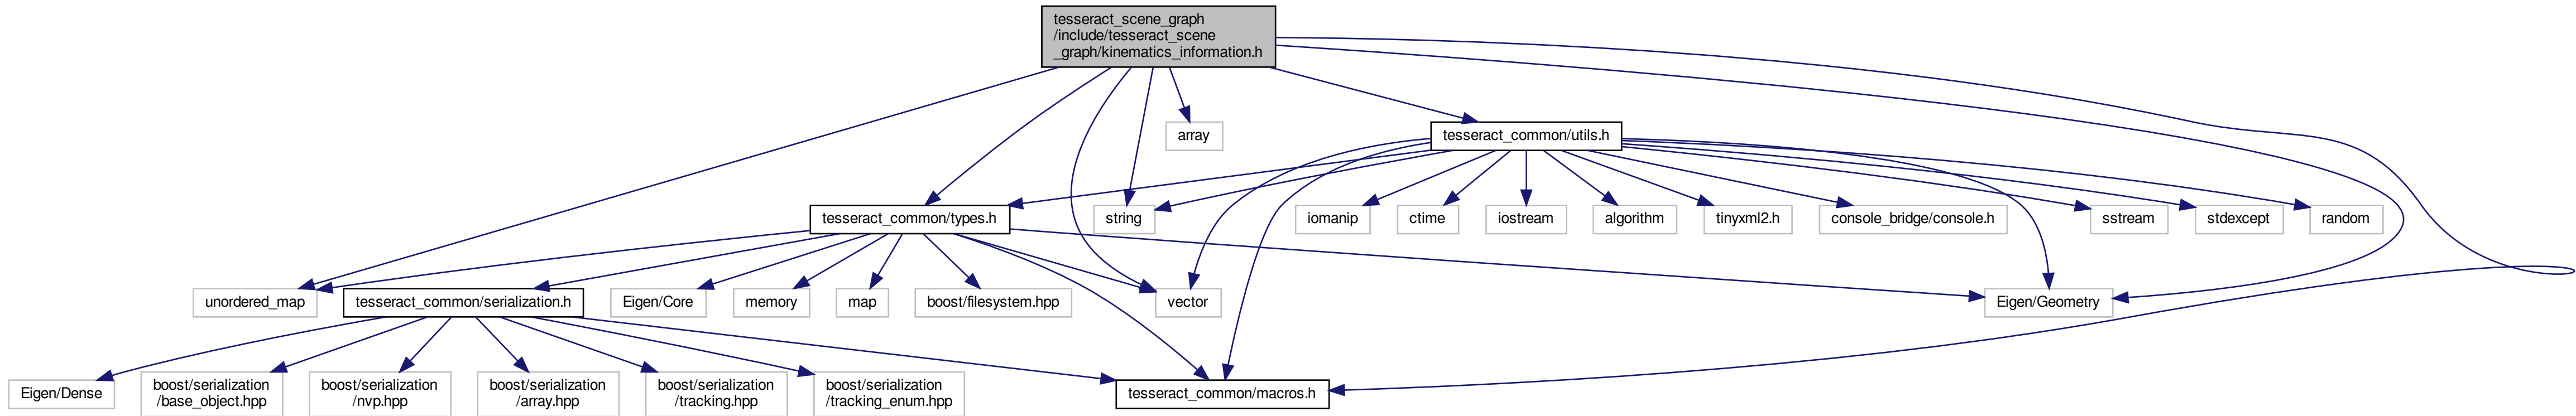 tesseract_scene_graph
/include/tesseract_scene
_graph/kinematics_information.h
array
tesseract_common/utils.h
tesseract_common/types.h
string
iomanip
ctime
iostream
algorithm
tinyxml2.h
console_bridge/console.h
sstream
stdexcept
random
unordered_map
tesseract_common/serialization.h
Eigen/Core
memory
map
boost/filesystem.hpp
vector
Eigen/Geometry
Eigen/Dense
boost/serialization
/base_object.hpp
boost/serialization
/nvp.hpp
boost/serialization
/array.hpp
boost/serialization
/tracking.hpp
boost/serialization
/tracking_enum.hpp
tesseract_common/macros.h